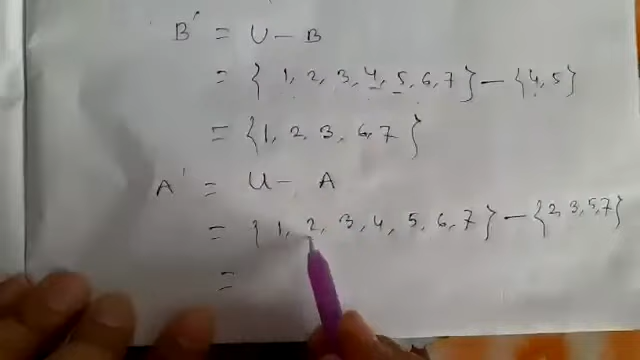 B' = U - B
= { 1, 2, 3, 4, 5, 6, 7 } - {4, 5}
= {1, 2, 3, 6, 7 }
A' = U - A
= { 1, 2, 3, 4, 5, 6, 7 } - {2, 3, 5, 7}
=